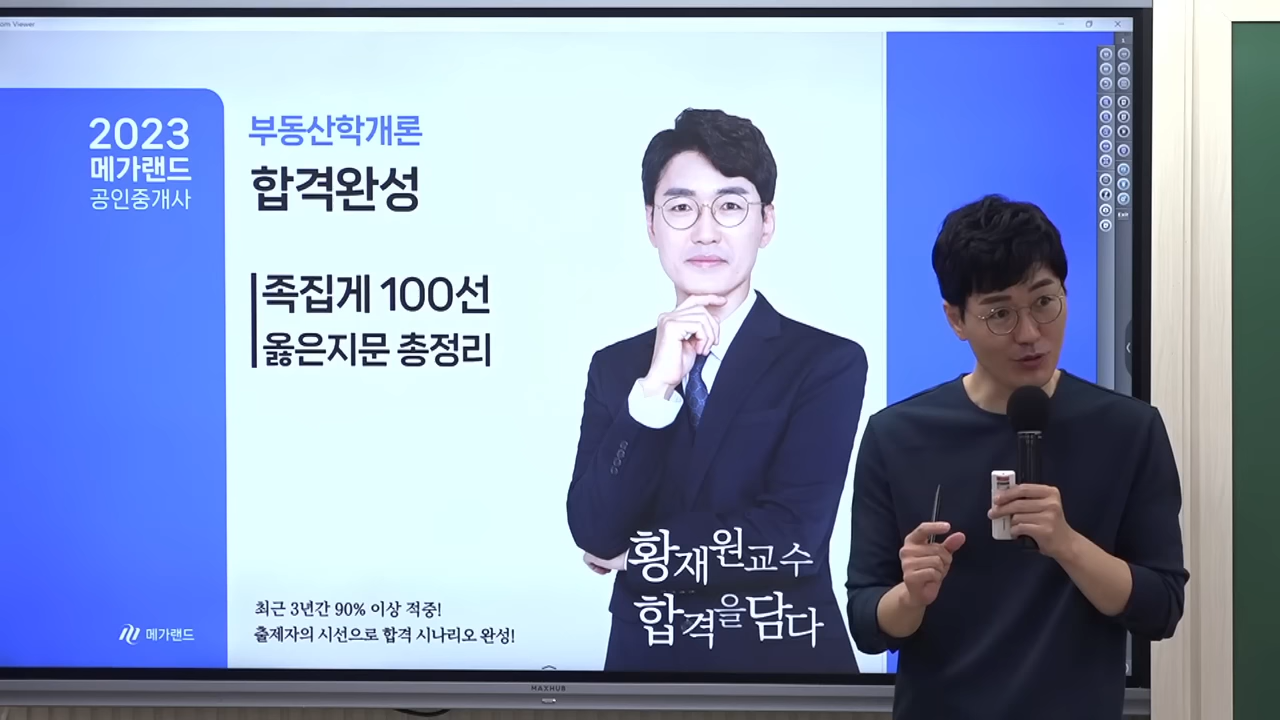 om Viewer
2023
메가랜드
공인중개사
부동산학개론
합격완성
족집게 100선
옳은지문 총정리
황재원교수
합격을담다
최근 3년간 90% 이상 적중!
출제자의 시선으로 합격 시나리오 완성!
메가랜드
Exit
MAXHUB